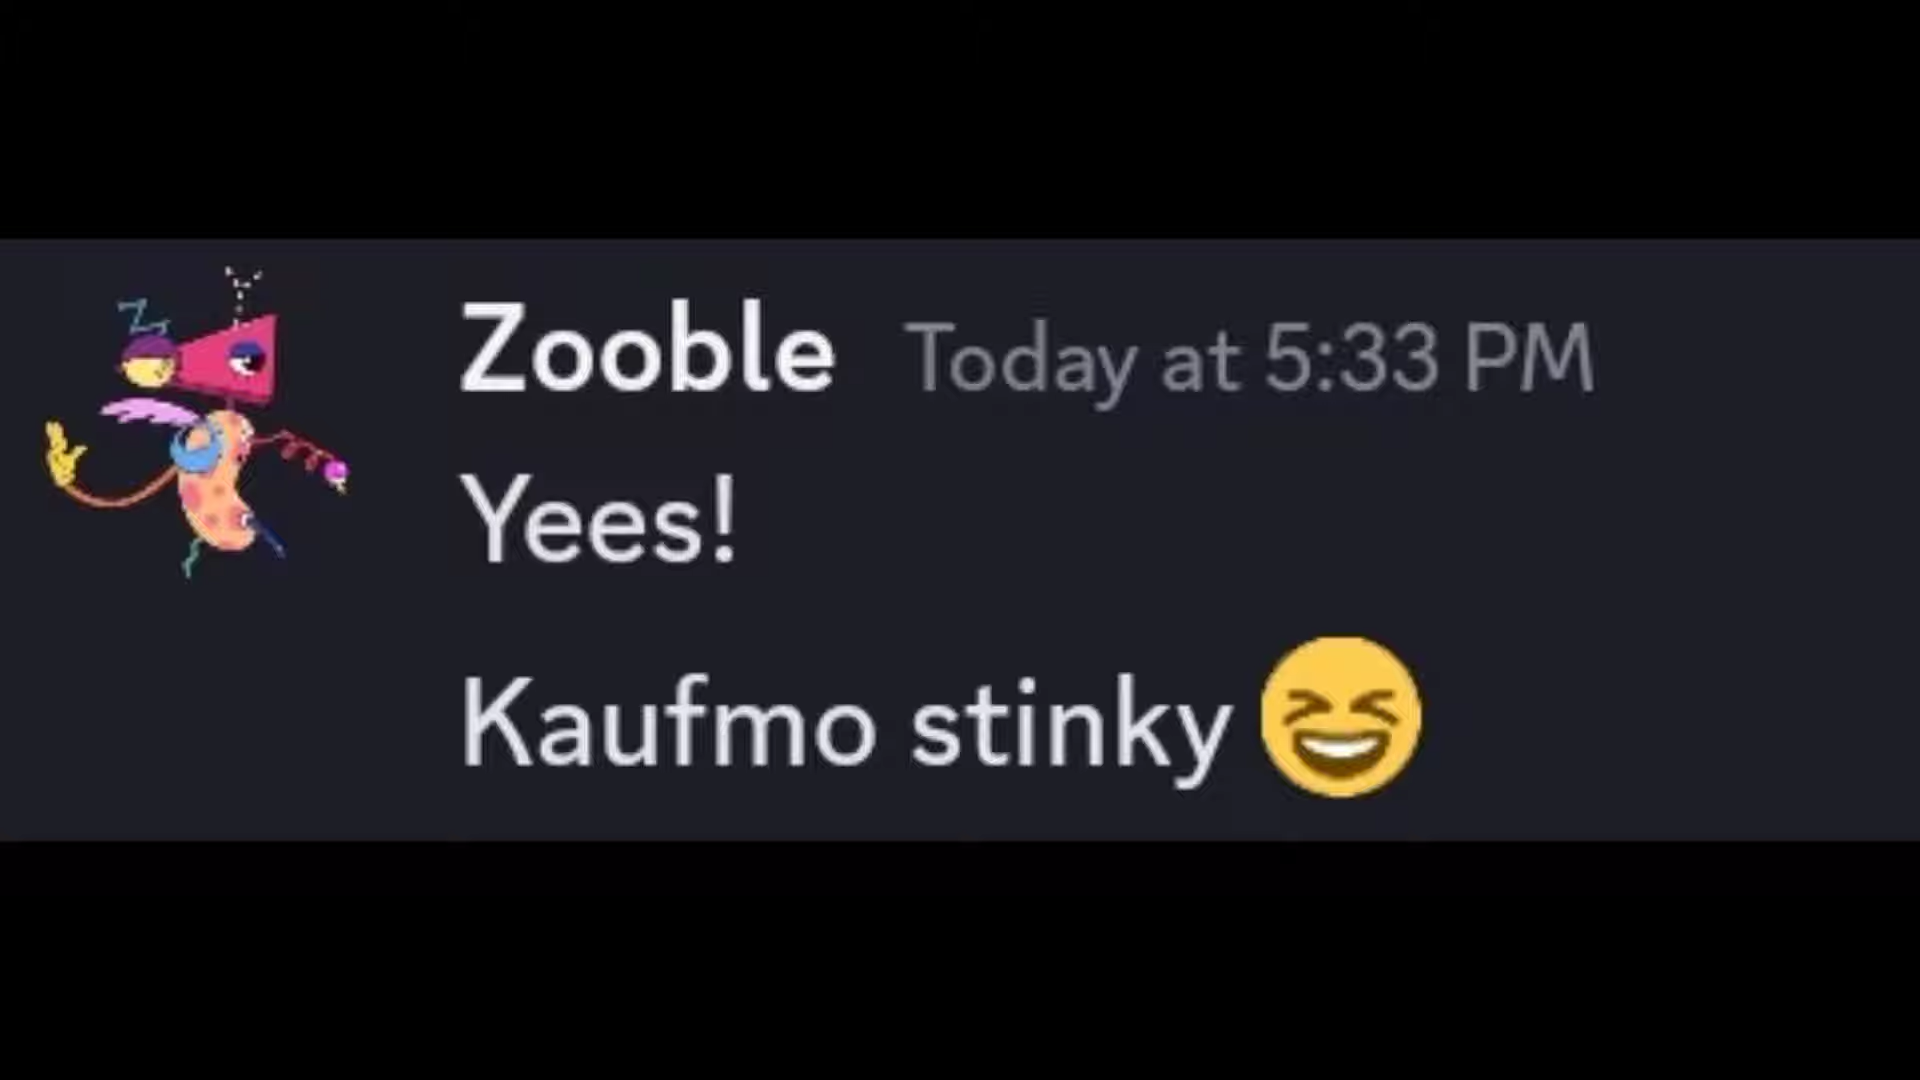 Zooble Today at 5:33 PM
Yees!
Kaufmo stinky 😆